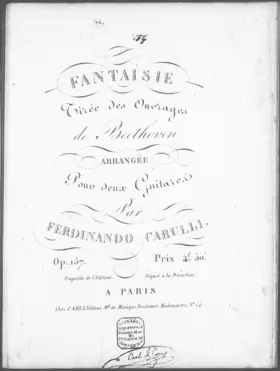 FANTAISIE
Tirée des Ouvrages
de Beethoven
ARRANGÉE
Pour deux Guitares
Par
FERDINANDO CARULLI.
Op. 157. Prix 4f. 50.
Propriété de l'Editeur. Déposé à la Direction.
A PARIS
Chez CARLI Editeur, Md. de Musique, Boulevart Montmartre, No. 14.